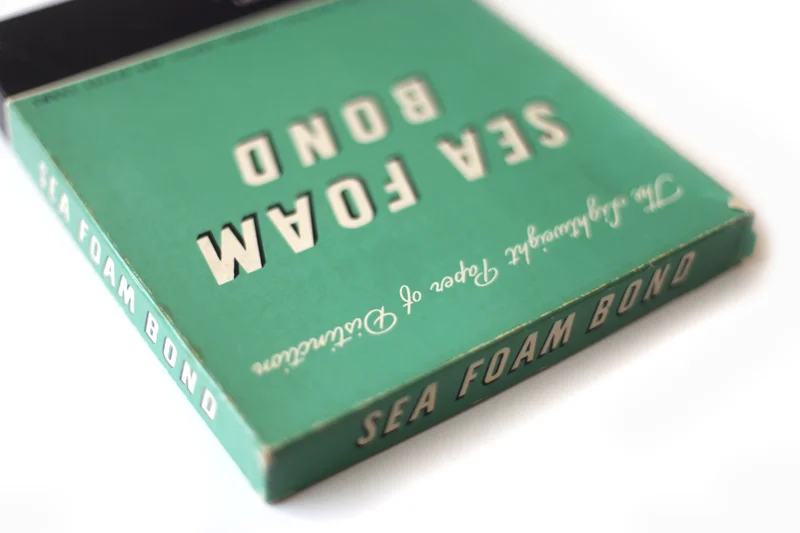 The Lightweight Paper of Distinction
SEA FOAM
BOND
SEA FOAM BOND
SEA FOAM BOND